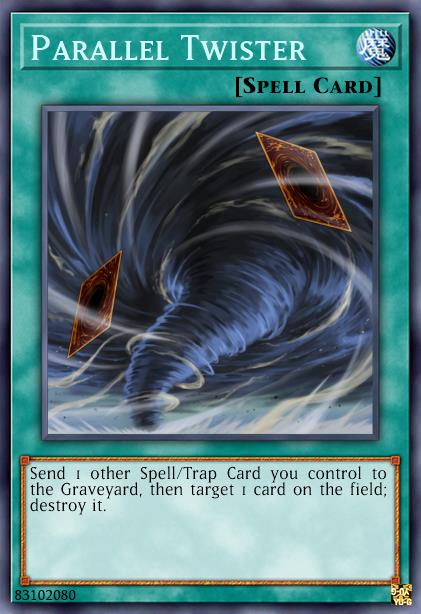 Parallel Twister
魔
[Spell Card]
Send 1 other Spell/Trap Card you control to
the Graveyard, then target 1 card on the field;
destroy it.
83102080